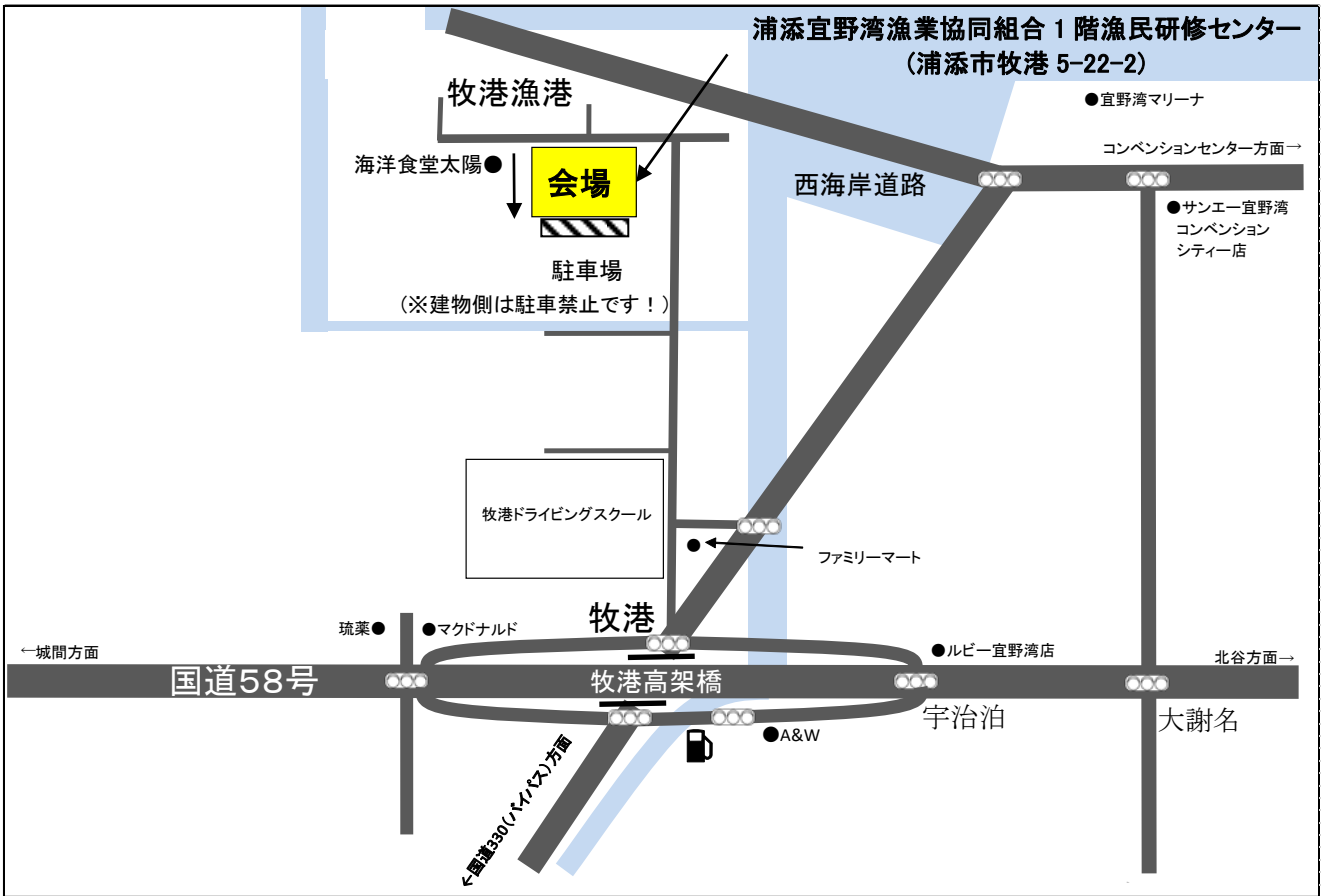 浦添宜野湾漁業協同組合1階漁民研修センター
(浦添市牧港 5-22-2)
牧港漁港
●宜野湾マリーナ
コンベンションセンター方面→
海洋食堂太陽●
会場
西海岸道路
●サンエー宜野湾
コンベンション
シティー店
駐車場
(※建物側は駐車禁止です！)
牧港ドライビングスクール
ファミリーマート
牧港
琉薬●
●マクドナルド
←城間方面
●ルビー宜野湾店
北谷方面→
国道58号
牧港高架橋
宇治泊
大謝名
●A&W
←国道330(バイパス)方面